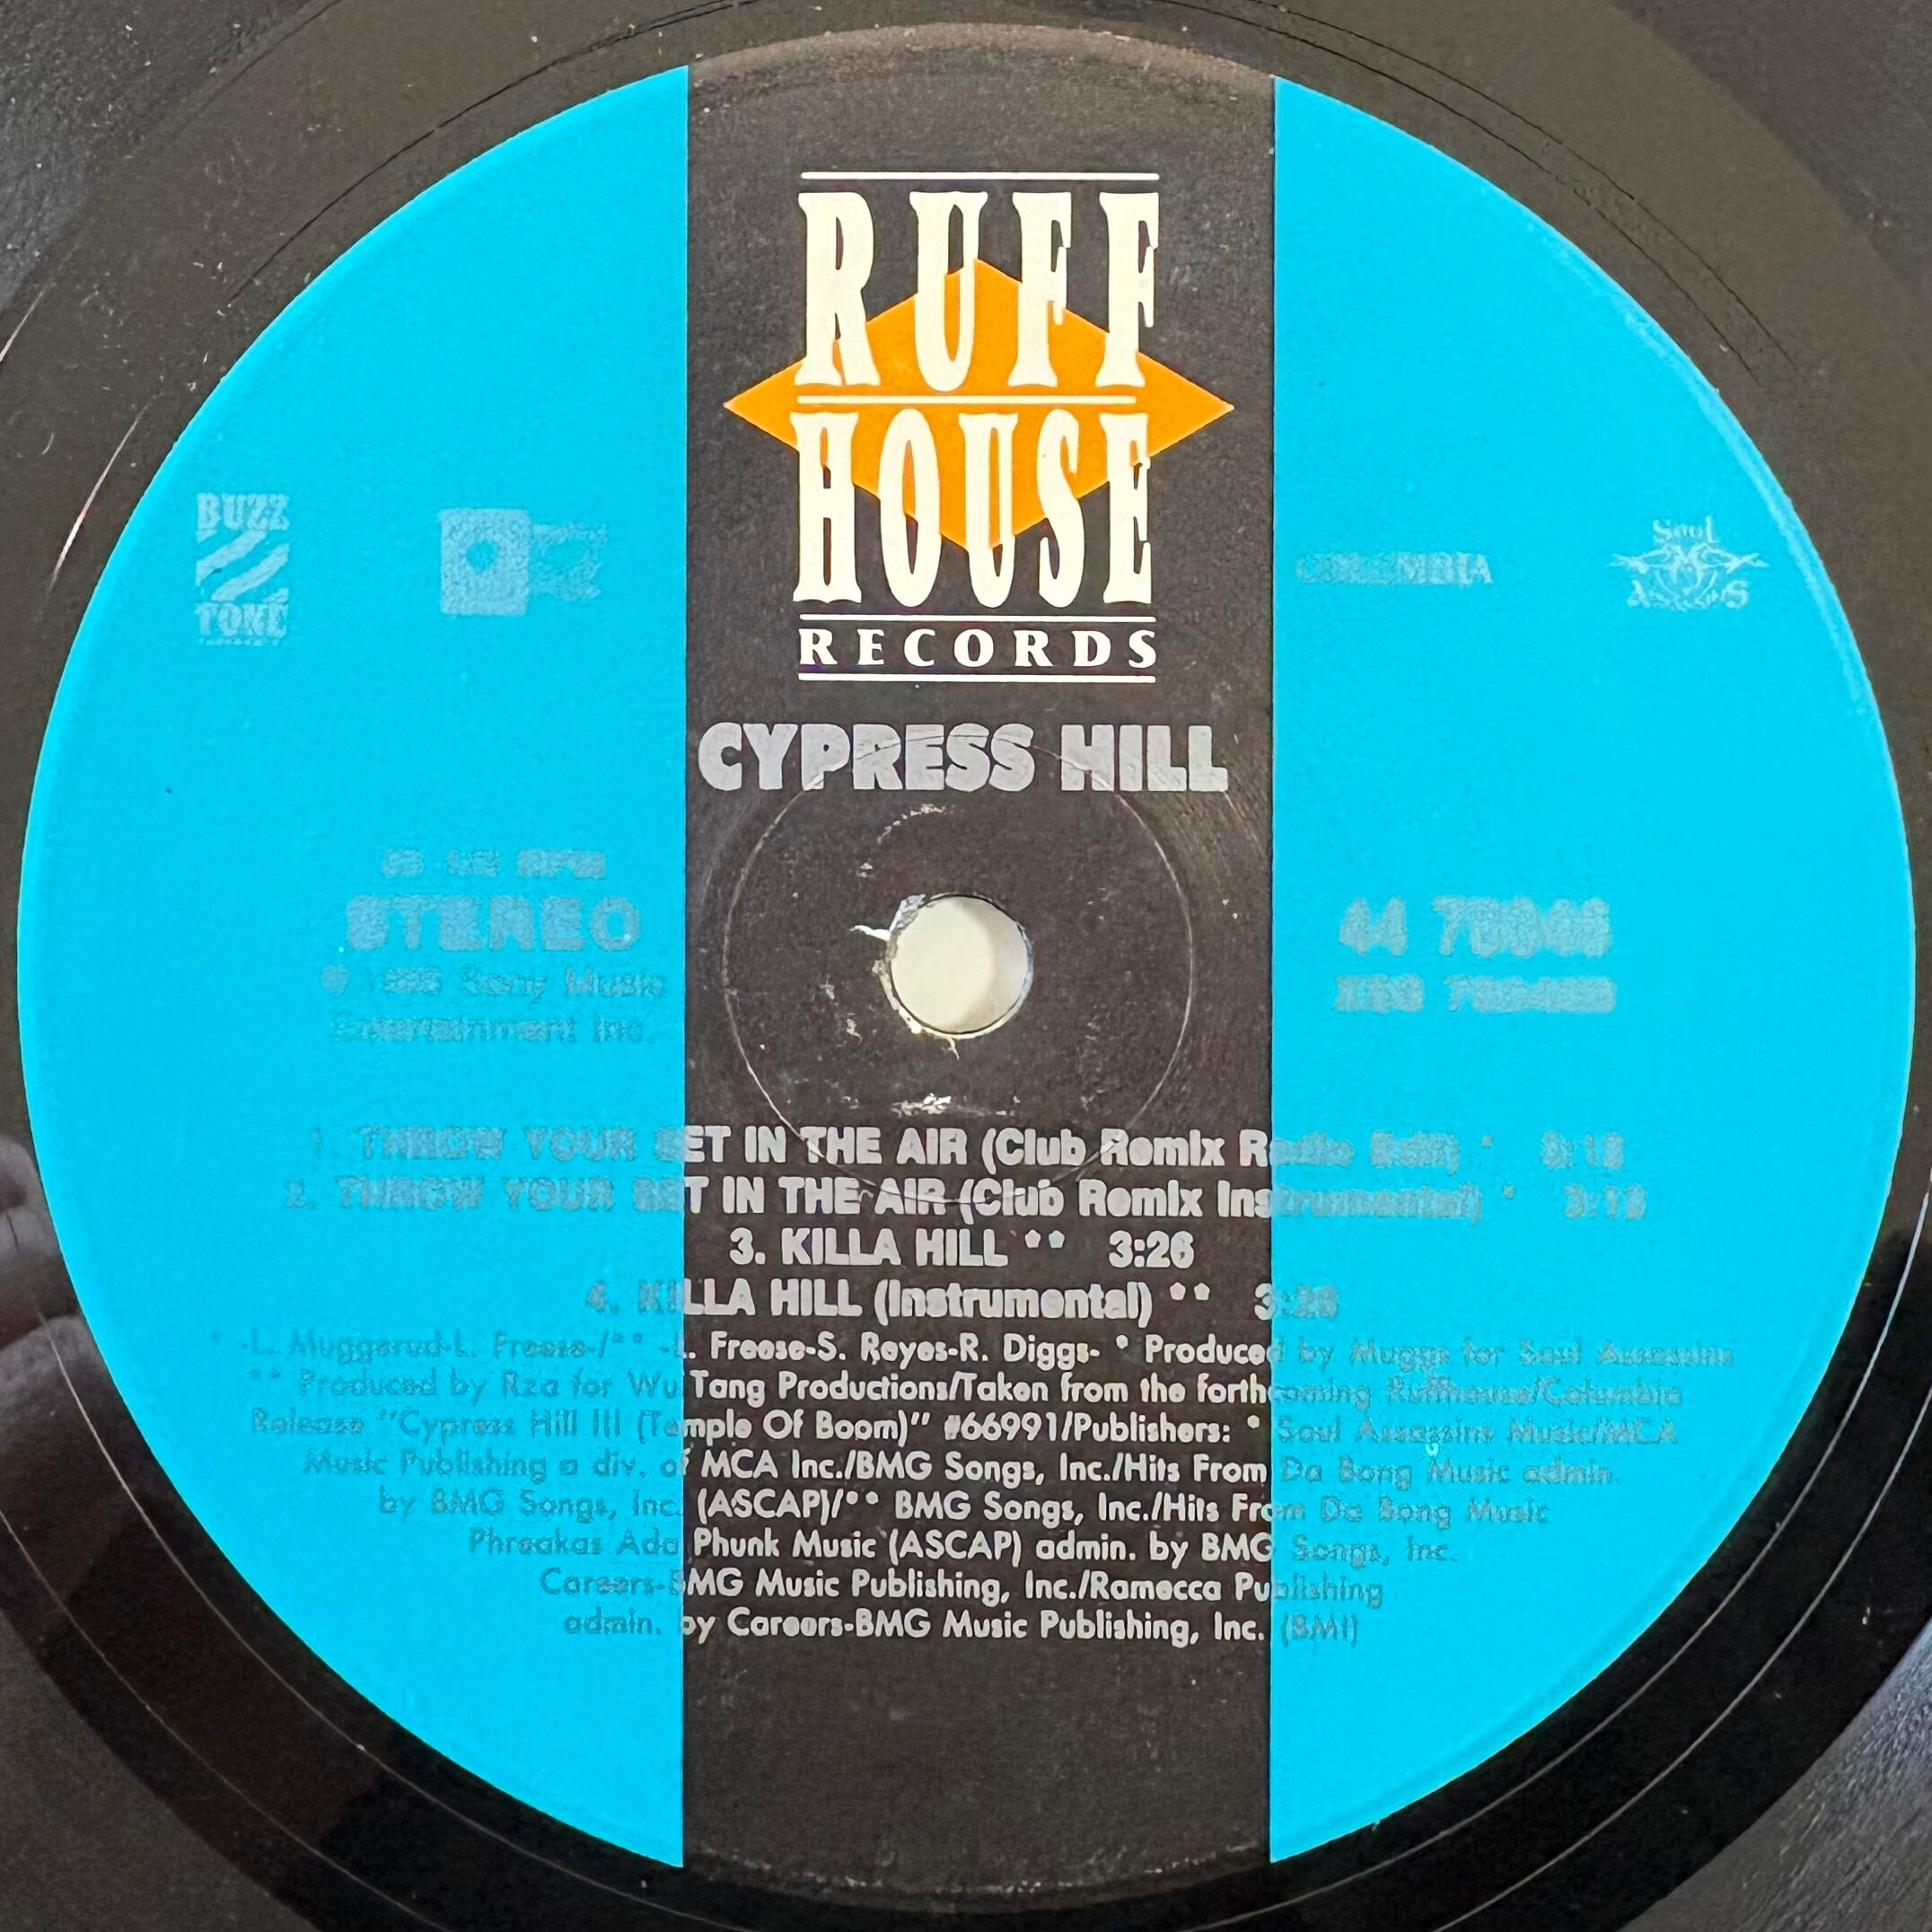 RUFF
HOUSE
RECORDS
BUZZ
TONE
COLUMBIA
Soul
Assassins
CYPRESS HILL
RPM
STEREO
Sony Music
Entertainment Inc.
44
1. THROW YOUR SET IN THE AIR (Club Remix Radio Edit) * 3:12
2. THROW YOUR SET IN THE AIR (Club Remix Instrumental) * 3:12
3. KILLA HILL ** 3:26
4. KILLA HILL (Instrumental) ** 3:26
* -L. Muggerud-L. Freese-/** -L. Freese-S. Reyes-R. Diggs- * Produced by Muggs for Soul Assassins
** Produced by Rza for Wu Tang Productions/Taken from the forthcoming Ruffhouse/Columbia
Release "Cypress Hill III (Temple Of Boom)" #66991/Publishers: * Soul Assassins Music/MCA
Music Publishing a div. of MCA Inc./BMG Songs, Inc./Hits From Da Bong Music admin.
by BMG Songs, Inc. (ASCAP)/** BMG Songs, Inc./Hits From Da Bong Music
Phreakas Ada Phunk Music (ASCAP) admin. by BMG Songs, Inc.
Careers-BMG Music Publishing, Inc./Ramecca Publishing
admin. by Careers-BMG Music Publishing, Inc. (BMI)